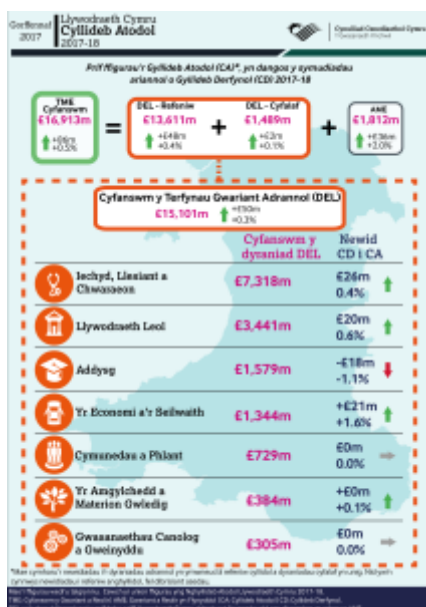 Gorffennaf
2017
Llywodraeth Cymru
Cyllideb Atodol
2017-18
Cynulliad Cenedlaethol Cymru
Prif ffigurau'r Gyllideb Atodol (CA)*, yn dangos y symudiadau
ariannol o Gyllideb Derfynol (CD) 2017-18
TME
Cyfanswm
£16,913m
+0.5%
=
DEL - Refeniw
£13,611m
+£48m
+0.4%
+
DEL - Cyfalaf
£1,489m
+£2m
+0.1%
+
AME
£1,812m
+£36m
+2.0%
Cyfanswm y Terfynau Gwariant Adrannol (DEL)
£15,101m
+£50m
+0.3%
Cyfanswm y
dyraniad DEL
Newid
CD i CA
Iechyd, Llesiant a
Chwaraeon
£7,318m
£26m
0.4%
Llywodraeth Leol
£3,441m
£20m
0.6%
Addysg
£1,579m
-£18m
-1.1%
Yr Economi a'r Seilwaith
£1,344m
+£21m
+1.6%
Cymunedau a Phlant
£729m
£0m
0.0%
Yr Amgylchedd a
Materion Gwledig
£384m
+£0m
+0.1%
Gwasanaethau Canolog
a Gweinyddu
£305m
£0m
0.0%